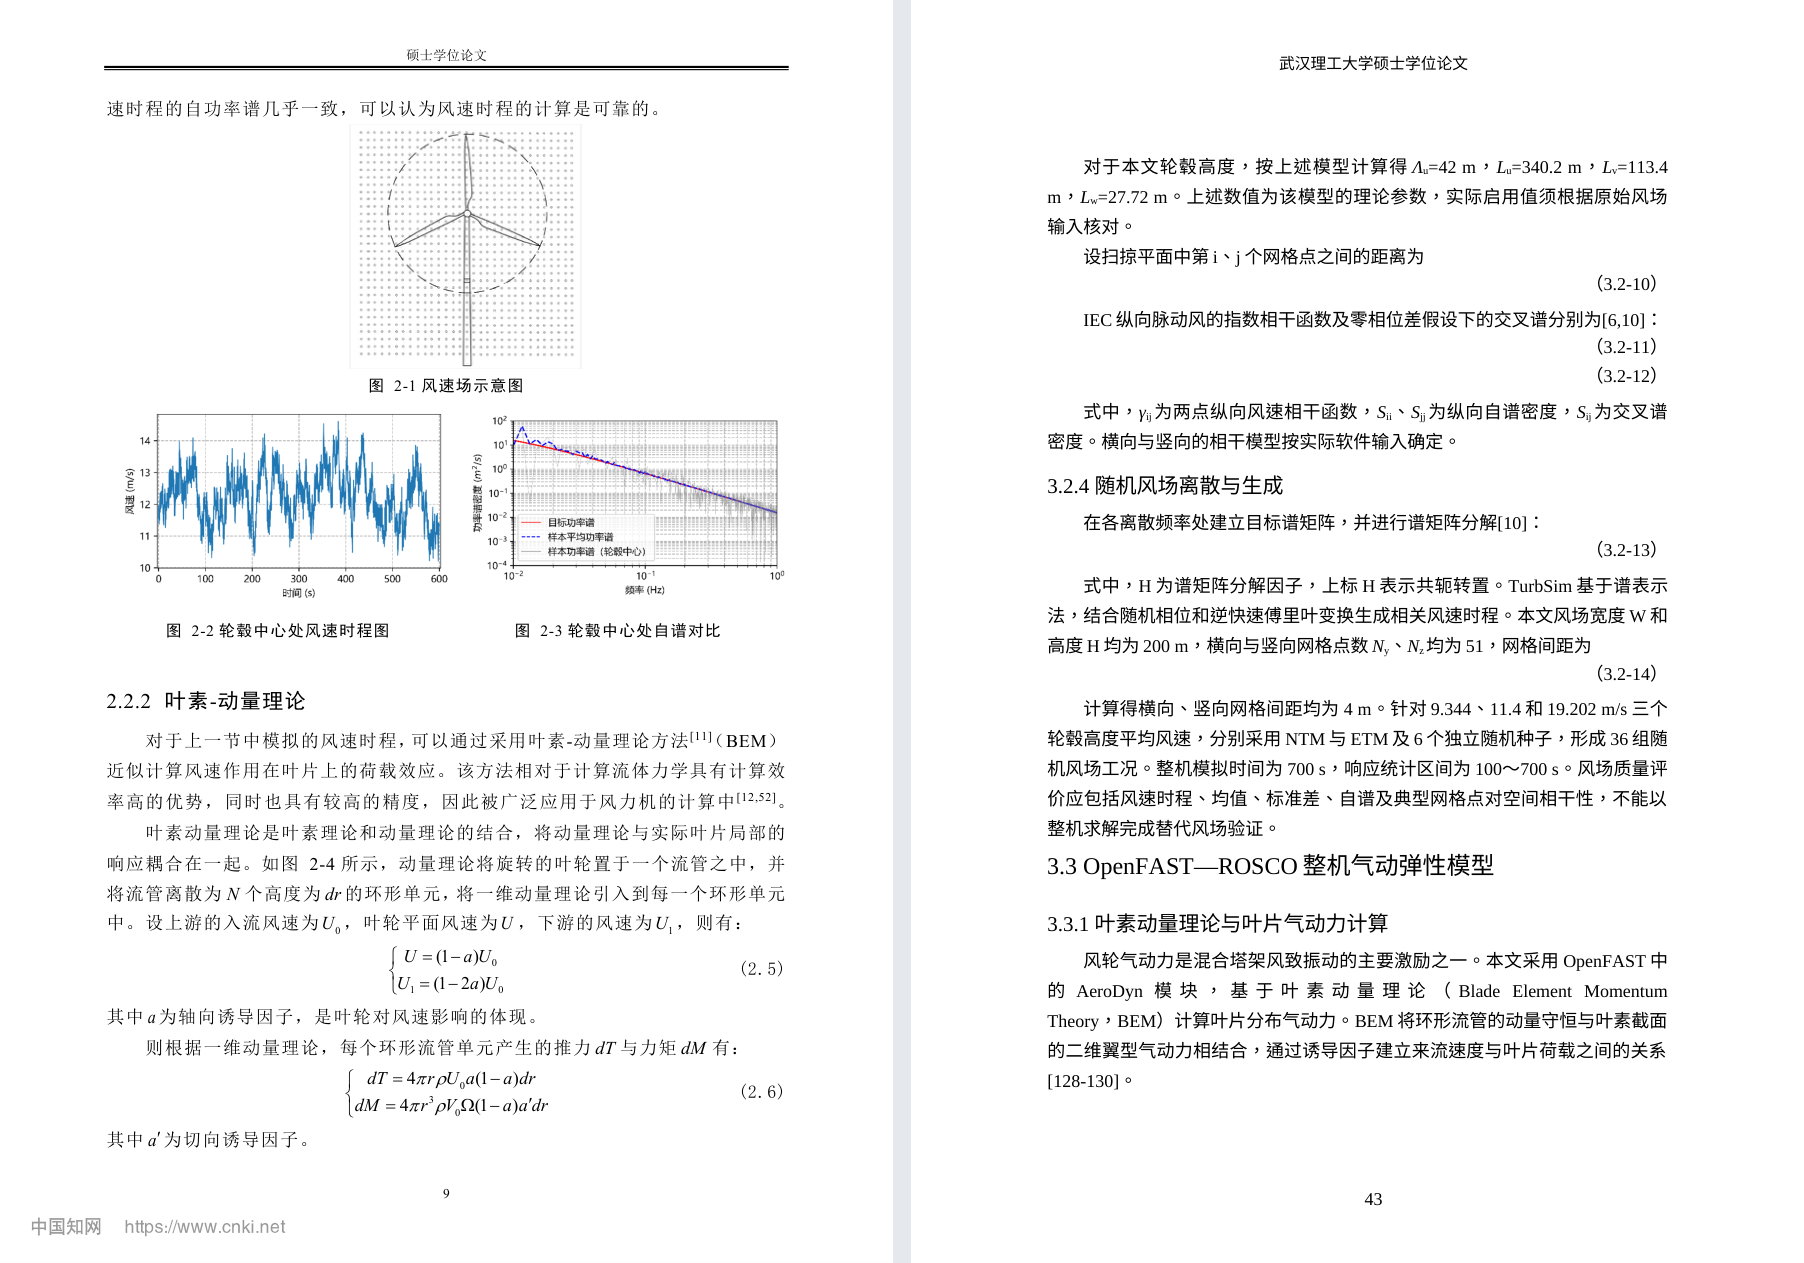 硕士学位论文
速时程的自功率谱几乎一致，可以认为风速时程的计算是可靠的。
图 2-1 风速场示意图
14
13
12
11
10
风速 (m/s)
0 100 200 300 400 500 600
时间 (s)
10²
10¹
10⁰
10⁻¹
10⁻²
10⁻³
10⁻⁴
功率谱密度 (m²/s)
目标功率谱
样本平均功率谱
样本功率谱（轮毂中心）
10⁻² 10⁻¹ 10⁰
频率 (Hz)
图 2-2 轮毂中心处风速时程图
图 2-3 轮毂中心处自谱对比
2.2.2 叶素-动量理论
对于上一节中模拟的风速时程，可以通过采用叶素-动量理论方法[11]（BEM）
近似计算风速作用在叶片上的荷载效应。该方法相对于计算流体力学具有计算效
率高的优势，同时也具有较高的精度，因此被广泛应用于风力机的计算中[12,52]。
叶素动量理论是叶素理论和动量理论的结合，将动量理论与实际叶片局部的
响应耦合在一起。如图 2-4 所示，动量理论将旋转的叶轮置于一个流管之中，并
将流管离散为 N 个高度为 dr 的环形单元，将一维动量理论引入到每一个环形单元
中。设上游的入流风速为U₀，叶轮平面风速为U，下游的风速为U₁，则有：
U = (1− a)U₀
U₁ = (1− 2a)U₀
(2.5)
其中 a 为轴向诱导因子，是叶轮对风速影响的体现。
则根据一维动量理论，每个环形流管单元产生的推力 dT 与力矩 dM 有：
dT = 4πrρU₀a(1− a)dr
dM = 4πr³ρV₀Ω(1− a)a′dr
(2.6)
其中 a′ 为切向诱导因子。
9
中国知网 https://www.cnki.net
武汉理工大学硕士学位论文
对于本文轮毂高度，按上述模型计算得 Λu=42 m，Lu=340.2 m，Lv=113.4
m，Lw=27.72 m。上述数值为该模型的理论参数，实际启用值须根据原始风场
输入核对。
设扫掠平面中第 i、j 个网格点之间的距离为
（3.2-10）
IEC 纵向脉动风的指数相干函数及零相位差假设下的交叉谱分别为[6,10]：
（3.2-11）
（3.2-12）
式中，γij 为两点纵向风速相干函数，Sii、Sjj 为纵向自谱密度，Sij 为交叉谱
密度。横向与竖向的相干模型按实际软件输入确定。
3.2.4 随机风场离散与生成
在各离散频率处建立目标谱矩阵，并进行谱矩阵分解[10]：
（3.2-13）
式中，H 为谱矩阵分解因子，上标 H 表示共轭转置。TurbSim 基于谱表示
法，结合随机相位和逆快速傅里叶变换生成相关风速时程。本文风场宽度 W 和
高度 H 均为 200 m，横向与竖向网格点数 Ny、Nz 均为 51，网格间距为
（3.2-14）
计算得横向、竖向网格间距均为 4 m。针对 9.344、11.4 和 19.202 m/s 三个
轮毂高度平均风速，分别采用 NTM 与 ETM 及 6 个独立随机种子，形成 36 组随
机风场工况。整机模拟时间为 700 s，响应统计区间为 100～700 s。风场质量评
价应包括风速时程、均值、标准差、自谱及典型网格点对空间相干性，不能以
整机求解完成替代风场验证。
3.3 OpenFAST—ROSCO 整机气动弹性模型
3.3.1 叶素动量理论与叶片气动力计算
风轮气动力是混合塔架风致振动的主要激励之一。本文采用 OpenFAST 中
的 AeroDyn 模块，基于叶素动量理论（Blade Element Momentum
Theory，BEM）计算叶片分布气动力。BEM 将环形流管的动量守恒与叶素截面
的二维翼型气动力相结合，通过诱导因子建立来流速度与叶片荷载之间的关系
[128-130]。
43